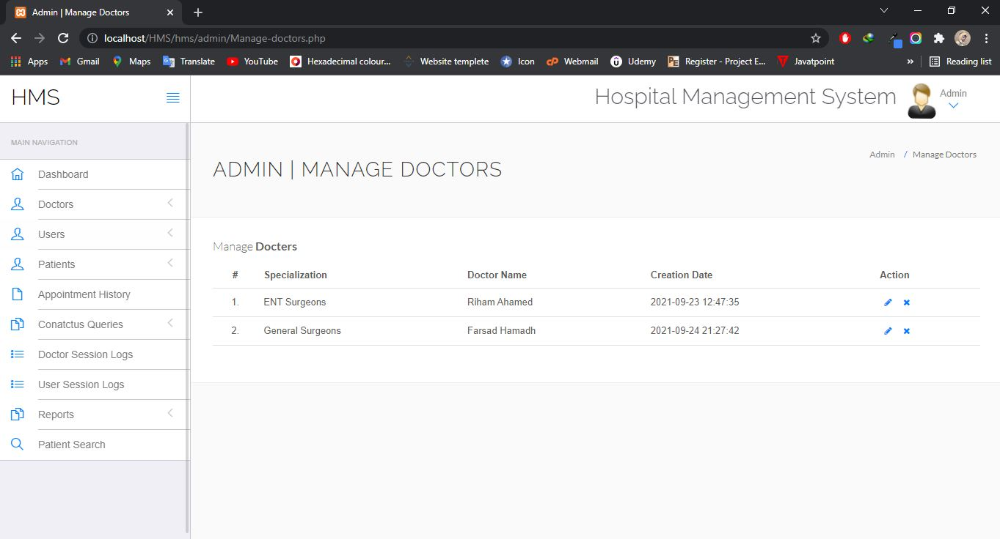 Admin | Manage Doctors
localhost/HMS/hms/admin/Manage-doctors.php
Apps Gmail Maps Translate YouTube Hexadecimal colour... Website templete Icon Webmail Udemy Register - Project E... Javatpoint » Reading list
HMS
Hospital Management System
Admin
MAIN NAVIGATION
Dashboard
Doctors
Users
Patients
Appointment History
Conatctus Queries
Doctor Session Logs
User Session Logs
Reports
Patient Search
ADMIN | MANAGE DOCTORS
Admin / Manage Doctors
Manage Docters
# Specialization Doctor Name Creation Date Action
1. ENT Surgeons Riham Ahamed 2021-09-23 12:47:35
2. General Surgeons Farsad Hamadh 2021-09-24 21:27:42